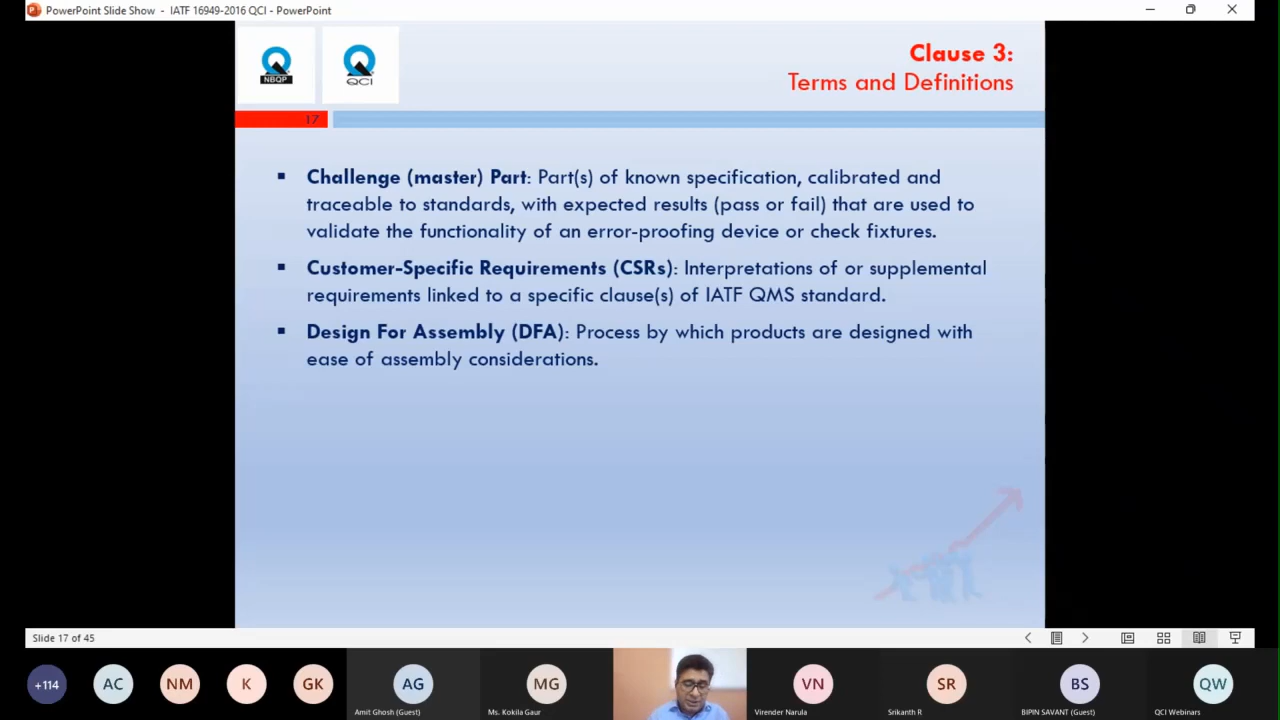 PowerPoint Slide Show - IATF 16949-2016 QCI - PowerPoint
NBQP
QCI
Clause 3:
Terms and Definitions
17
▪ Challenge (master) Part: Part(s) of known specification, calibrated and
traceable to standards, with expected results (pass or fail) that are used to
validate the functionality of an error-proofing device or check fixtures.
▪ Customer-Specific Requirements (CSRs): Interpretations of or supplemental
requirements linked to a specific clause(s) of IATF QMS standard.
▪ Design For Assembly (DFA): Process by which products are designed with
ease of assembly considerations.
Slide 17 of 45
+114
AC
NM
K
GK
AG
MG
VN
SR
BS
QW
Amit Ghosh (Guest)
Ms. Kokila Gaur
Virender Narula
Srikanth R
BIPIN SAVANT (Guest)
QCI Webinars